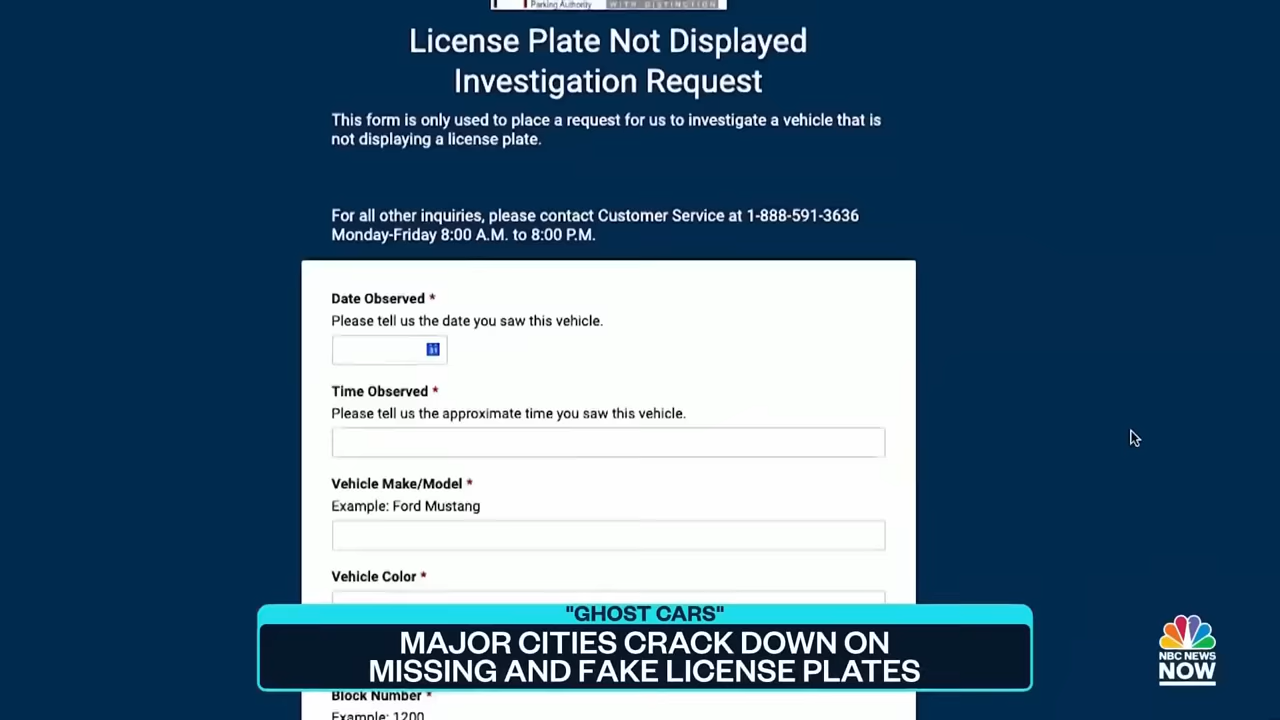 Parking Authority
WITH DISTINCTION
License Plate Not Displayed
Investigation Request
This form is only used to place a request for us to investigate a vehicle that is
not displaying a license plate.
For all other inquiries, please contact Customer Service at 1-888-591-3636
Monday-Friday 8:00 A.M. to 8:00 P.M.
Date Observed *
Please tell us the date you saw this vehicle.
31
Time Observed *
Please tell us the approximate time you saw this vehicle.
Vehicle Make/Model *
Example: Ford Mustang
Vehicle Color *
"GHOST CARS"
MAJOR CITIES CRACK DOWN ON
MISSING AND FAKE LICENSE PLATES
NBC NEWS
NOW
Block Number *
Example: 1200